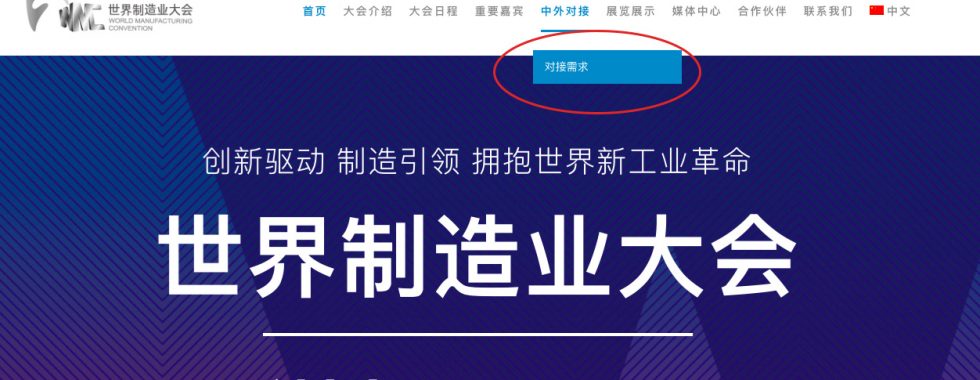 世界制造业大会
WORLD MANUFACTURING
CONVENTION
首页 大会介绍 大会日程 重要嘉宾 中外对接 展览展示 媒体中心 合作伙伴 联系我们 中文
对接需求
创新驱动 制造引领 拥抱世界新工业革命
世界制造业大会